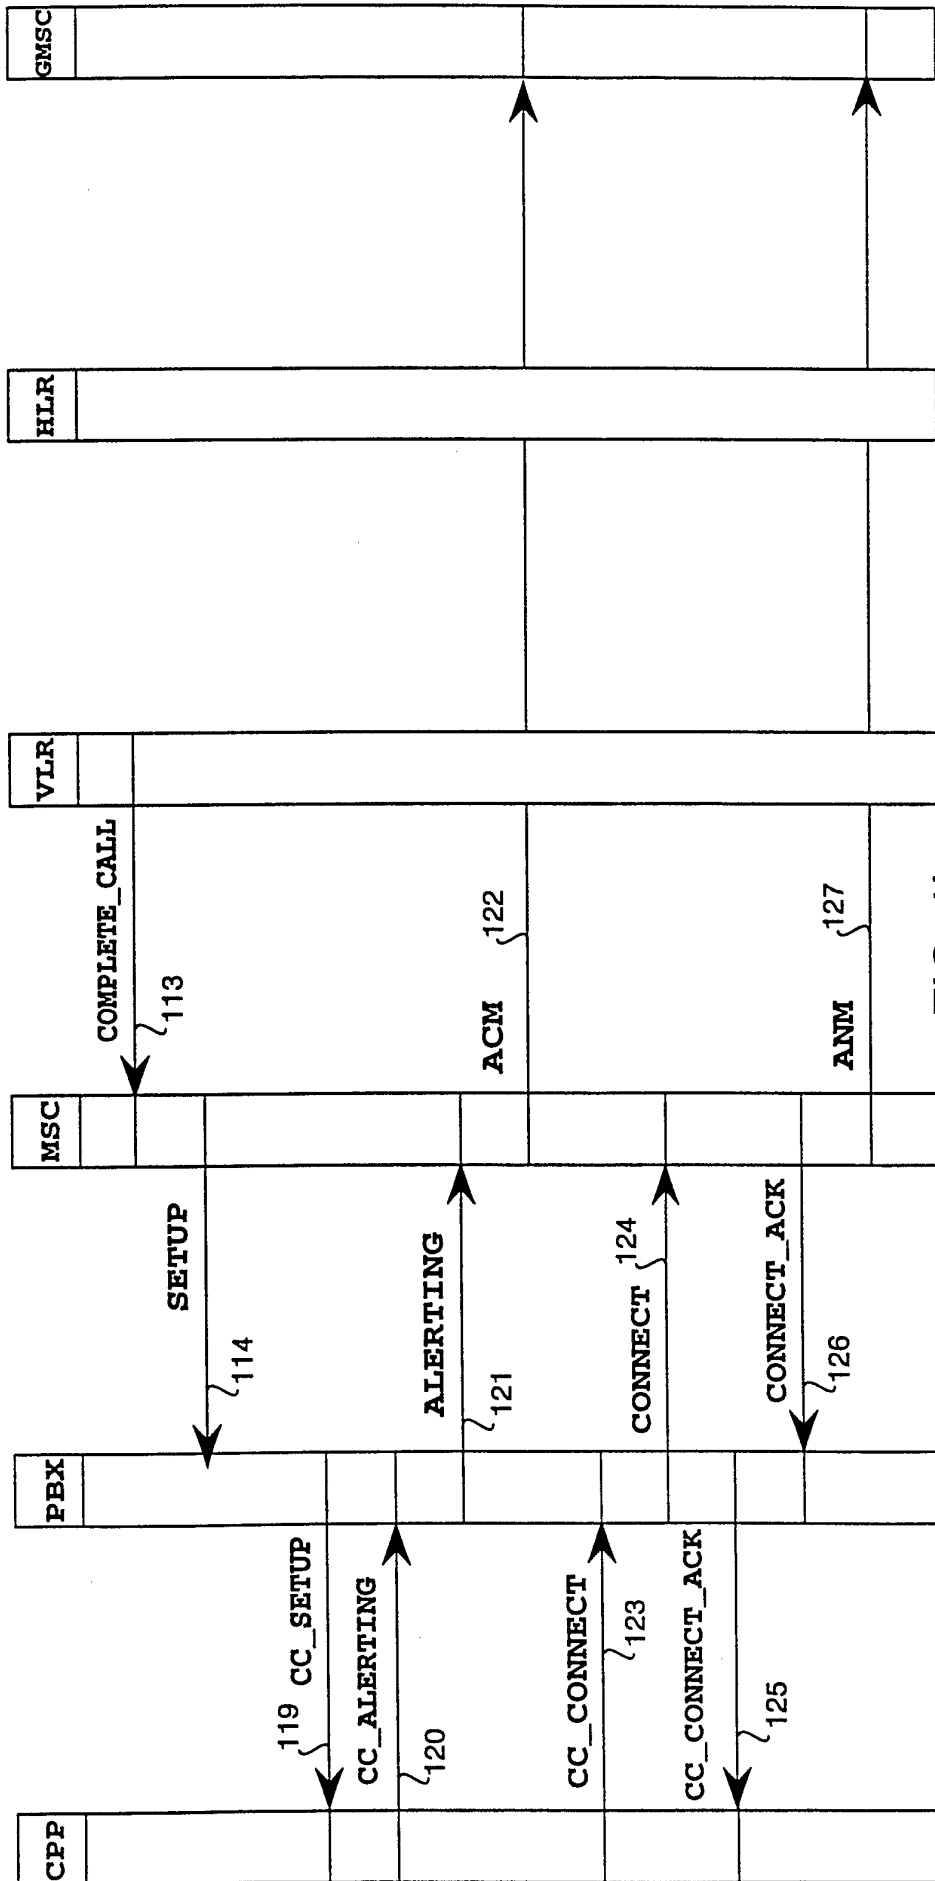 CPP
PBX
MSC
VLR
HLR
GMSC
COMPLETE_CALL
113
SETUP
114
119 CC_SETUP
CC_ALERTING
120
ALERTING
121
ACM
122
CC_CONNECT
123
CONNECT
124
CC_CONNECT_ACK
125
CONNECT_ACK
126
ANM
127